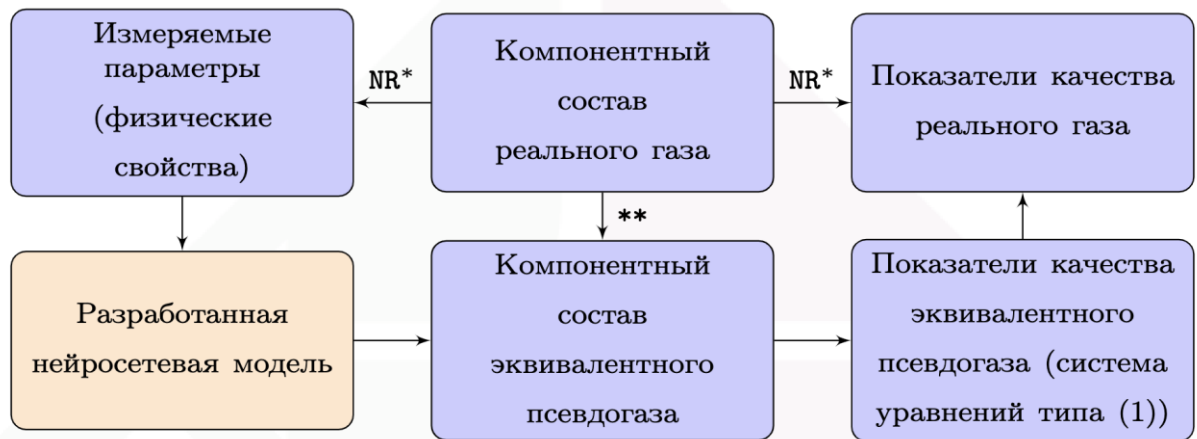 Измеряемые
параметры
(физические
свойства)
NR*
Компонентный
состав
реального газа
NR*
Показатели качества
реального газа
**
Разработанная
нейросетевая модель
Компонентный
состав
эквивалентного
псевдогаза
Показатели качества
эквивалентного
псевдогаза (система
уравнений типа (1))